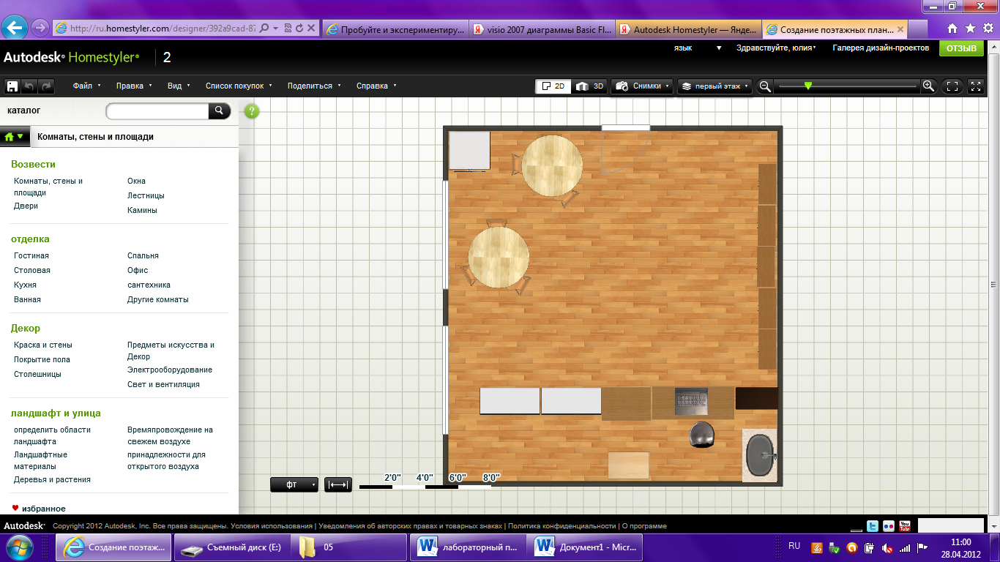 http://ru.homestyler.com/designer/392a9cad-87
Пробуйте и экспериментиру...
visio 2007 диаграммы Basic Fl...
Autodesk Homestyler — Янде...
Создание поэтажных план...
Autodesk® Homestyler® 2
язык
Здравствуйте, юлия
Галерея дизайн-проектов
ОТЗЫВ
Файл
Правка
Вид
Список покупок
Поделиться
Справка
2D
3D
Снимки
первый этаж
каталог
?
Комнаты, стены и площади
Возвести
Комнаты, стены и
площади
Двери
Окна
Лестницы
Камины
отделка
Гостиная
Столовая
Кухня
Ванная
Спальня
Офис
сантехника
Другие комнаты
Декор
Краска и стены
Покрытие пола
Столешницы
Предметы искусства и
Декор
Электрооборудование
Свет и вентиляция
ландшафт и улица
определить области
ландшафта
Ландшафтные
материалы
Деревья и растения
Времяпровождение на
свежем воздухе
принадлежности для
открытого воздуха
избранное
фт
2'0" 4'0" 6'0" 8'0"
Autodesk®
Copyright 2012 Autodesk, Inc. Все права защищены. Условия использования | Уведомления об авторских правах и товарных знаках | Политика конфиденциальности | О программе
You Tube
Создание поэтаж...
Съемный диск (E:)
05
лабораторный п...
Документ1 - Micr...
RU
11:00
28.04.2012